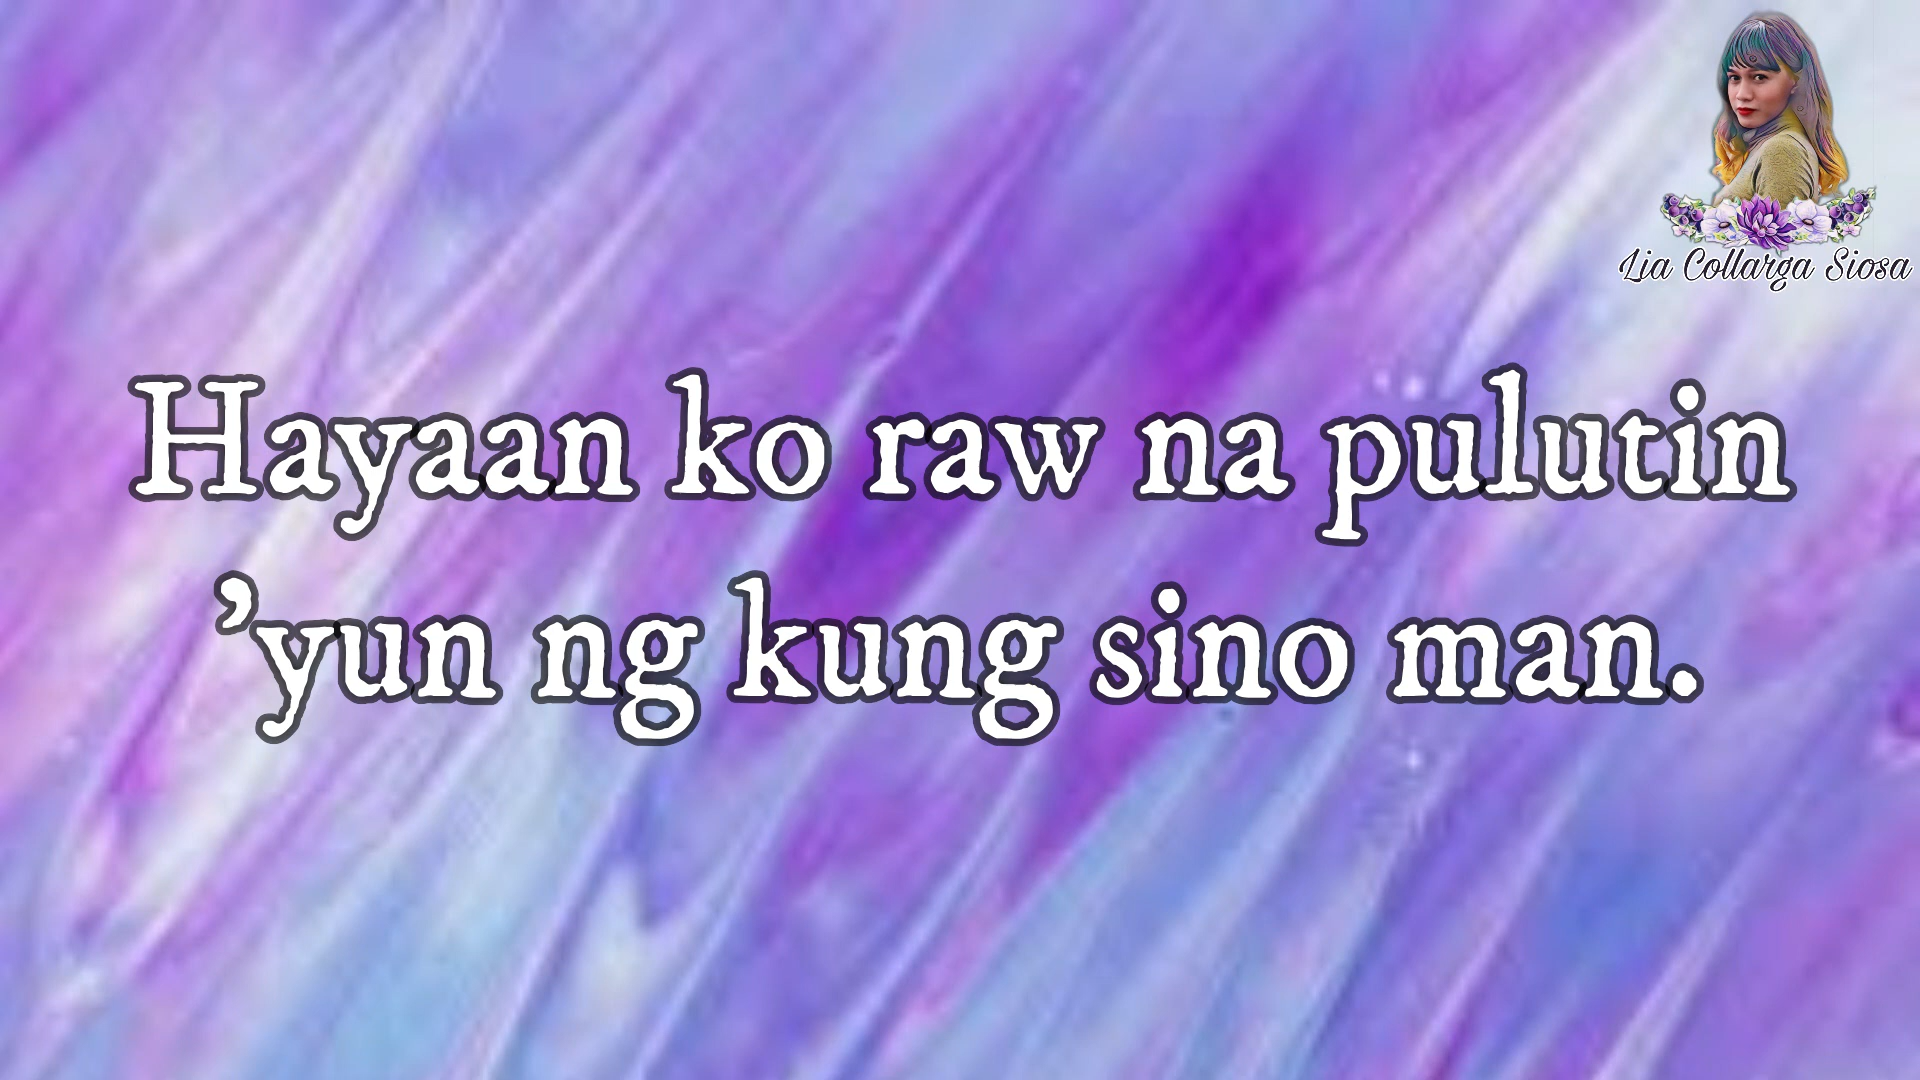 Lia Collarga Siosa
Hayaan ko raw na pulutin
’yun ng kung sino man.